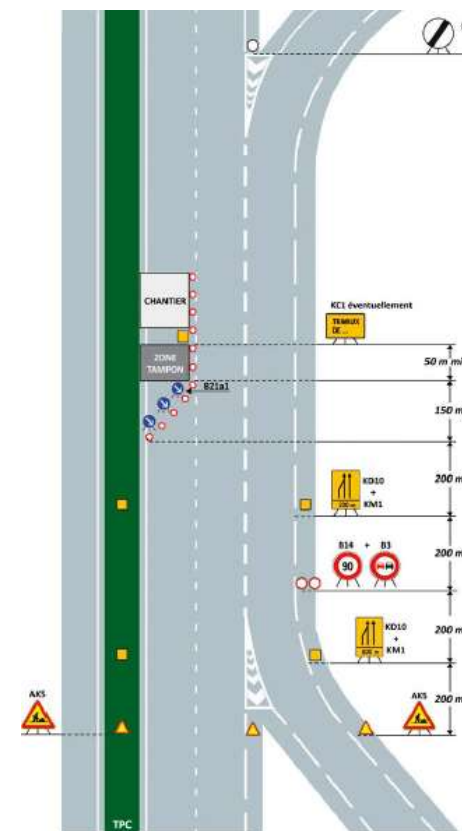 CHANTIER
KC1 éventuellement
TRAVAUX
DE ...
ZONE
TAMPON
50 m mi
B21a1
150 m
200 m
KD10
+
KM1
200 m
B14 + B3
90
200 m
KD10
+
KM1
200 m
AK5
AK5
TPC